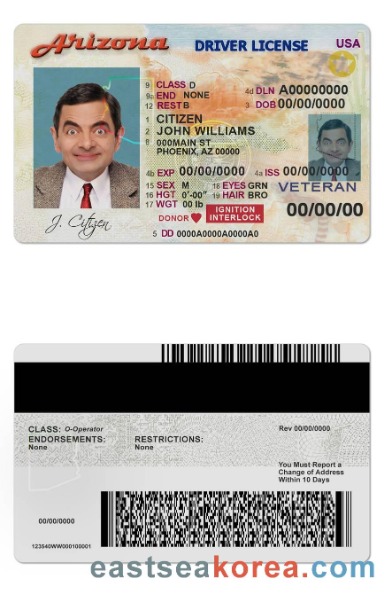 Arizona DRIVER LICENSE USA
9 CLASS D
9a END NONE 4d DLN A00000000
12 REST B 3 DOB 00/00/0000
1 CITIZEN
2 JOHN WILLIAMS
8 000MAIN ST
PHOENIX, AZ 00000
4b EXP 00/00/0000 4a ISS 00/00/0000
15 SEX M 18 EYES GRN VETERAN
16 HGT 0'-00" 19 HAIR BRO
17 WGT 00 lb 00/00/00
J. Citizen DONOR IGNITION INTERLOCK
5 DD 0000A0000A0000A0
CLASS: O-Operator Rev 00/00/0000
ENDORSEMENTS: RESTRICTIONS:
None None
You Must Report a
Change of Address
Within 10 Days
00/00/0000
123540WW000100001
eastseakorea.com